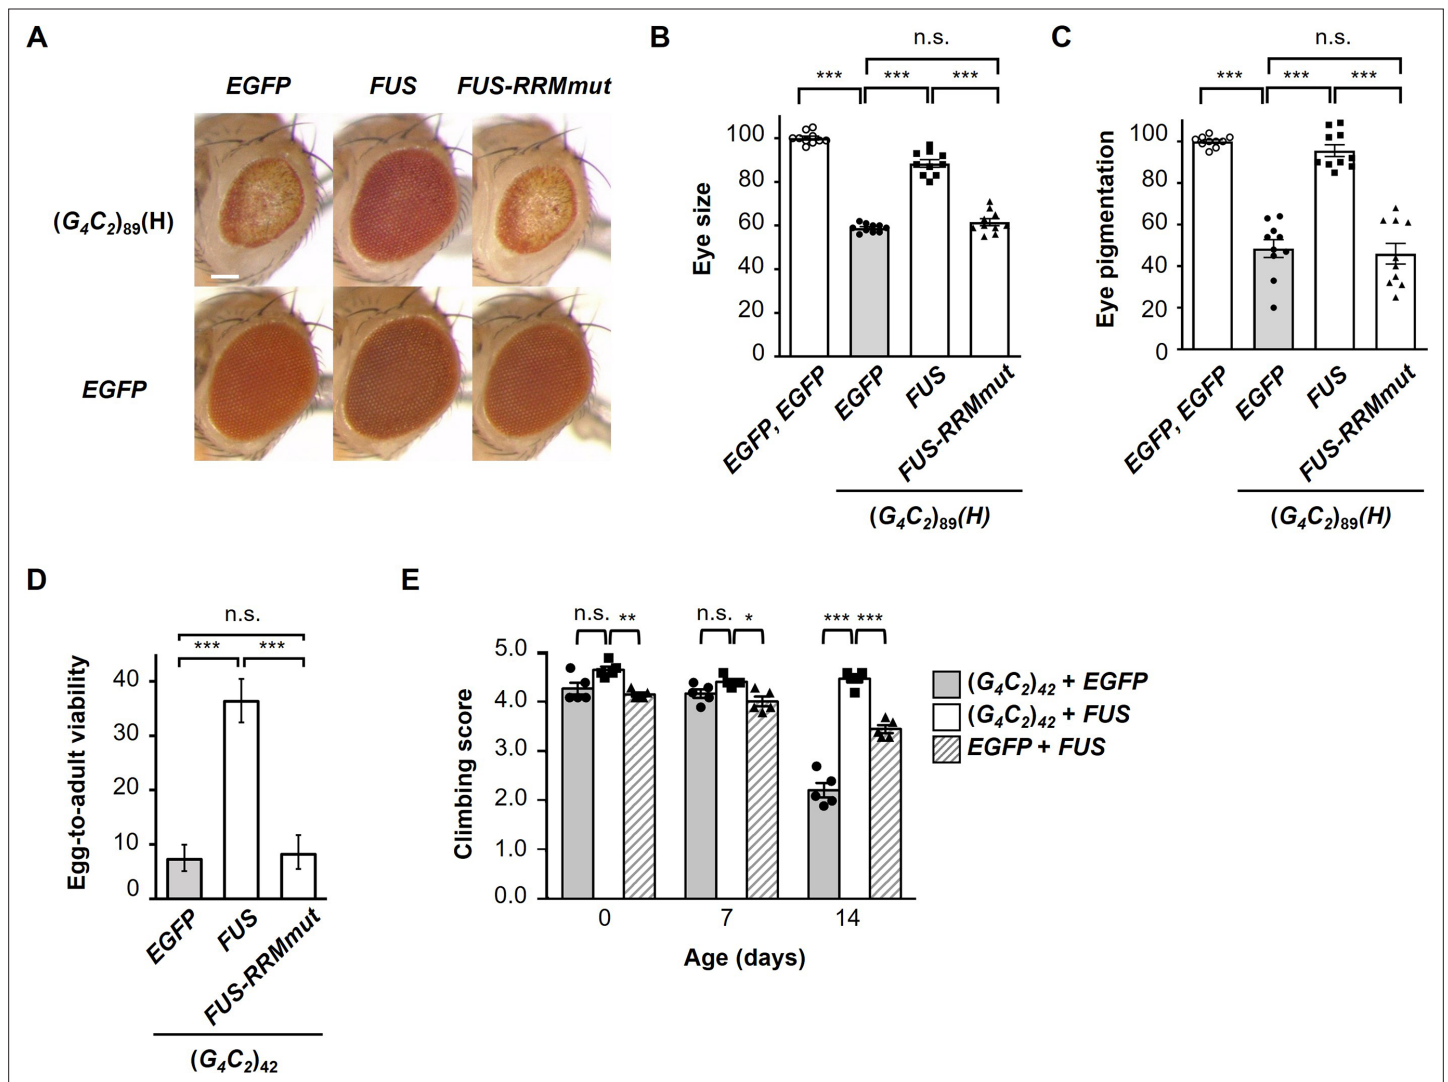 A
EGFP FUS FUS-RRMmut
(G4C2)89(H)
EGFP
B
n.s.
*** *** ***
Eye size
100
80
60
40
20
0
EGFP, EGFP
EGFP
FUS
FUS-RRMmut
(G4C2)89(H)
C
n.s.
*** *** ***
Eye pigmentation
100
80
60
40
20
0
EGFP, EGFP
EGFP
FUS
FUS-RRMmut
(G4C2)89(H)
D
n.s.
*** ***
Egg-to-adult viability
40
30
20
10
0
EGFP
FUS
FUS-RRMmut
(G4C2)42
E
n.s. ** n.s. * *** ***
Climbing score
5.0
4.0
3.0
2.0
1.0
0.0
0 7 14
Age (days)
(G4C2)42 + EGFP
(G4C2)42 + FUS
EGFP + FUS